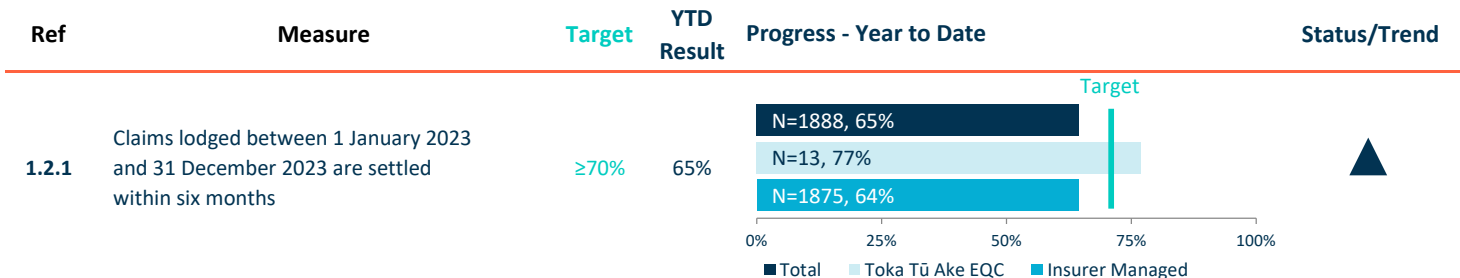 Ref
Measure
Target
YTD
Result
Progress - Year to Date
Status/Trend
1.2.1
Claims lodged between 1 January 2023
and 31 December 2023 are settled
within six months
≥70%
65%
Target
N=1888, 65%
N=13, 77%
N=1875, 64%
0% 25% 50% 75% 100%
Total Toka Tū Ake EQC Insurer Managed